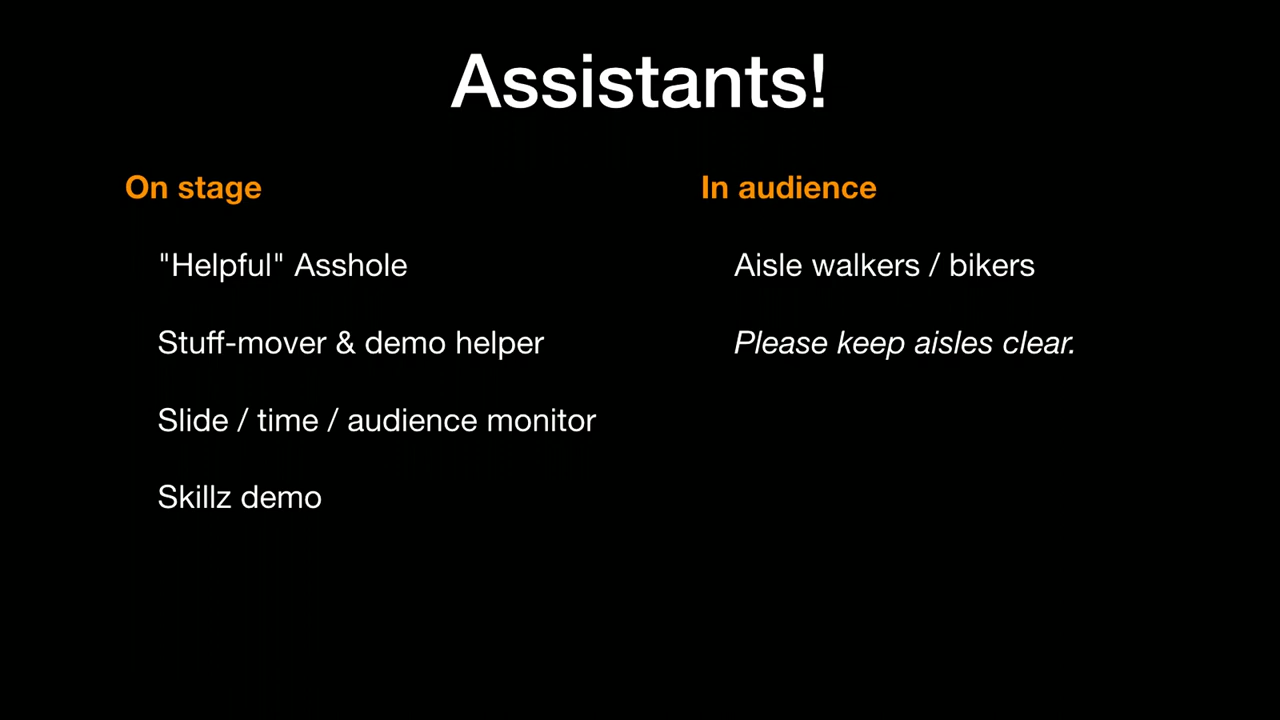 Assistants!
On stage
"Helpful" Asshole
Stuff-mover & demo helper
Slide / time / audience monitor
Skillz demo
In audience
Aisle walkers / bikers
Please keep aisles clear.